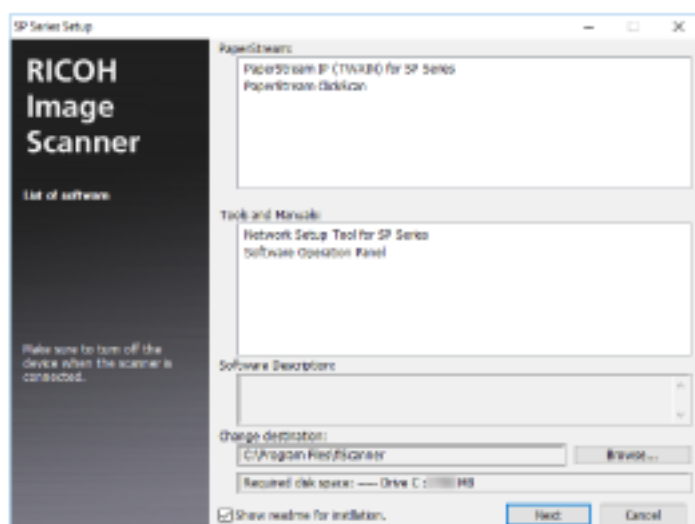 SP Series Setup
RICOH
Image
Scanner
List of software
Make sure to turn off the
device when the scanner is
connected.
PaperStream:
PaperStream IP (TWAIN) for SP Series
PaperStream ClickScan
Tools and Manuals:
Network Setup Tool for SP Series
Software Operation Panel
Software Description:
Change destination:
C:\Program Files\fiScanner
Browse...
Required disk space: ---- Drive C : MB
Show readme for instllation.
Next
Cancel